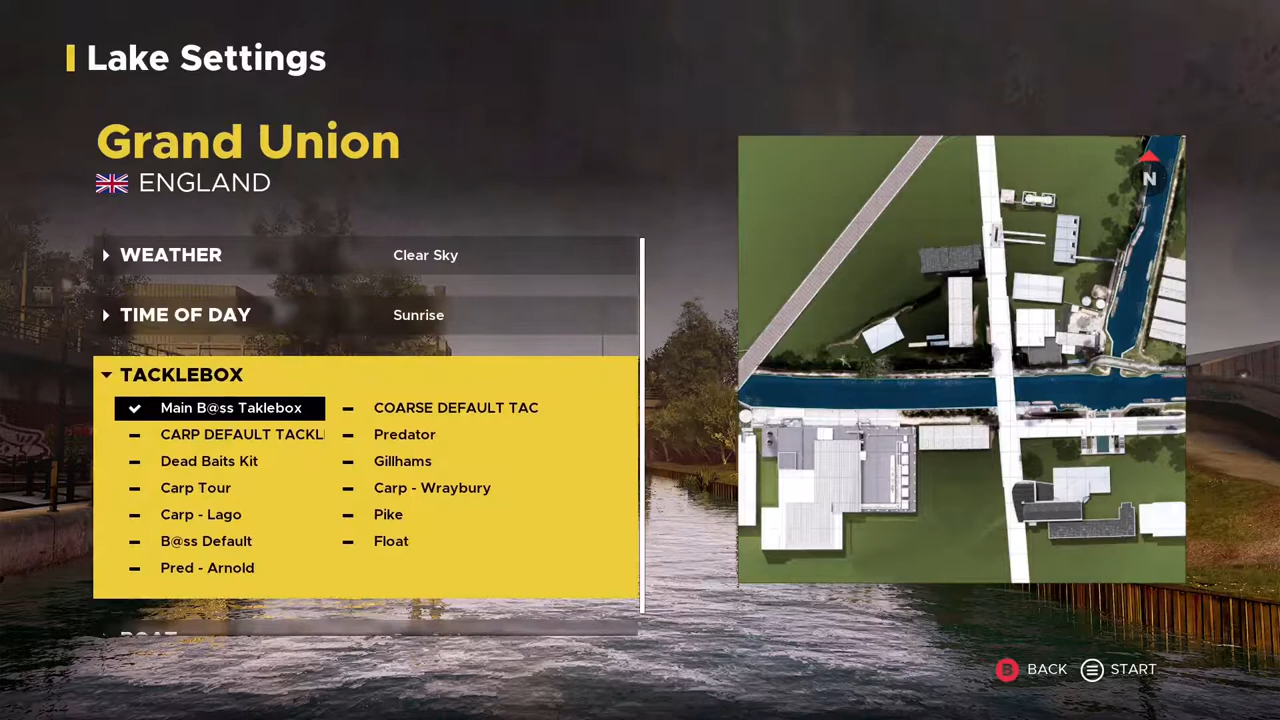 Lake Settings
Grand Union
ENGLAND
WEATHER Clear Sky
TIME OF DAY Sunrise
TACKLEBOX
Main B@ss Taklebox COARSE DEFAULT TAC
CARP DEFAULT TACKL Predator
Dead Baits Kit Gillhams
Carp Tour Carp - Wraybury
Carp - Lago Pike
B@ss Default Float
Pred - Arnold
BOAT
N
B BACK START